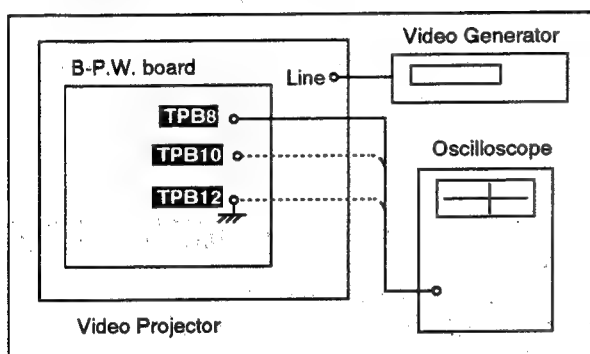 Video Generator
B-P.W. board
Line
TPB8
Oscilloscope
TPB10
TPB12
Video Projector